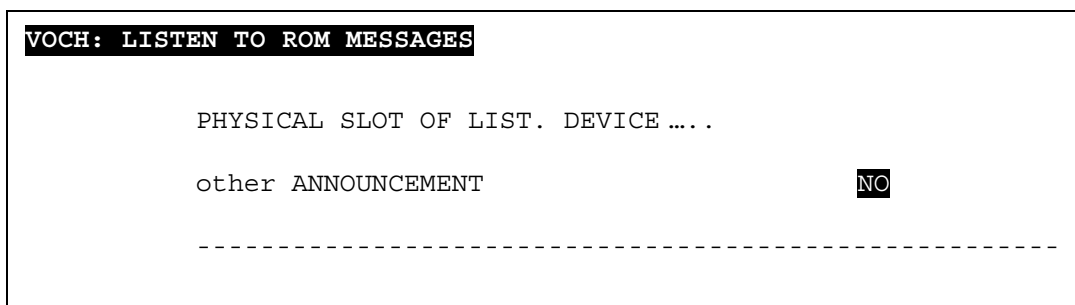 VOCH: LISTEN TO ROM MESSAGES
PHYSICAL SLOT OF LIST. DEVICE …..
other ANNOUNCEMENT NO
------------------------------------------------------